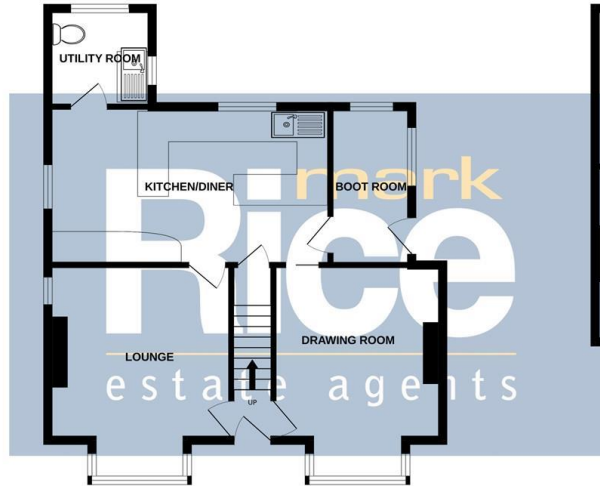 UTILITY ROOM
KITCHEN/DINER
BOOT ROOM
mark
Rice
LOUNGE
DRAWING ROOM
estate agents
UP